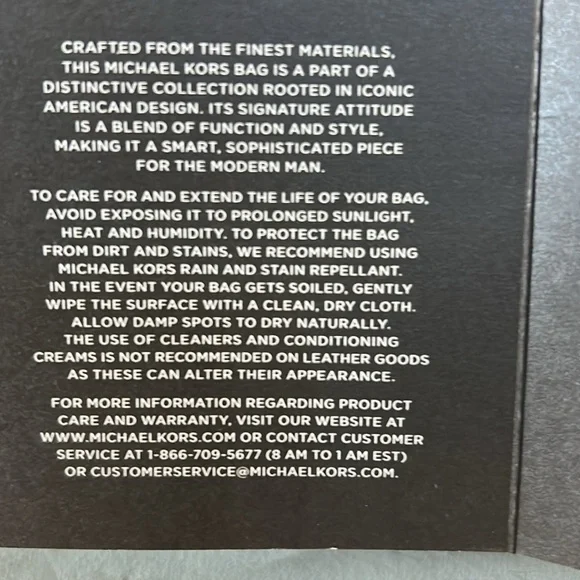 CRAFTED FROM THE FINEST MATERIALS,
THIS MICHAEL KORS BAG IS A PART OF A
DISTINCTIVE COLLECTION ROOTED IN ICONIC
AMERICAN DESIGN. ITS SIGNATURE ATTITUDE
IS A BLEND OF FUNCTION AND STYLE,
MAKING IT A SMART, SOPHISTICATED PIECE
FOR THE MODERN MAN.
TO CARE FOR AND EXTEND THE LIFE OF YOUR BAG,
AVOID EXPOSING IT TO PROLONGED SUNLIGHT,
HEAT AND HUMIDITY. TO PROTECT THE BAG
FROM DIRT AND STAINS, WE RECOMMEND USING
MICHAEL KORS RAIN AND STAIN REPELLANT.
IN THE EVENT YOUR BAG GETS SOILED, GENTLY
WIPE THE SURFACE WITH A CLEAN, DRY CLOTH.
ALLOW DAMP SPOTS TO DRY NATURALLY.
THE USE OF CLEANERS AND CONDITIONING
CREAMS IS NOT RECOMMENDED ON LEATHER GOODS
AS THESE CAN ALTER THEIR APPEARANCE.
FOR MORE INFORMATION REGARDING PRODUCT
CARE AND WARRANTY, VISIT OUR WEBSITE AT
WWW.MICHAELKORS.COM OR CONTACT CUSTOMER
SERVICE AT 1-866-709-5677 (8 AM TO 1 AM EST)
OR CUSTOMERSERVICE@MICHAELKORS.COM.